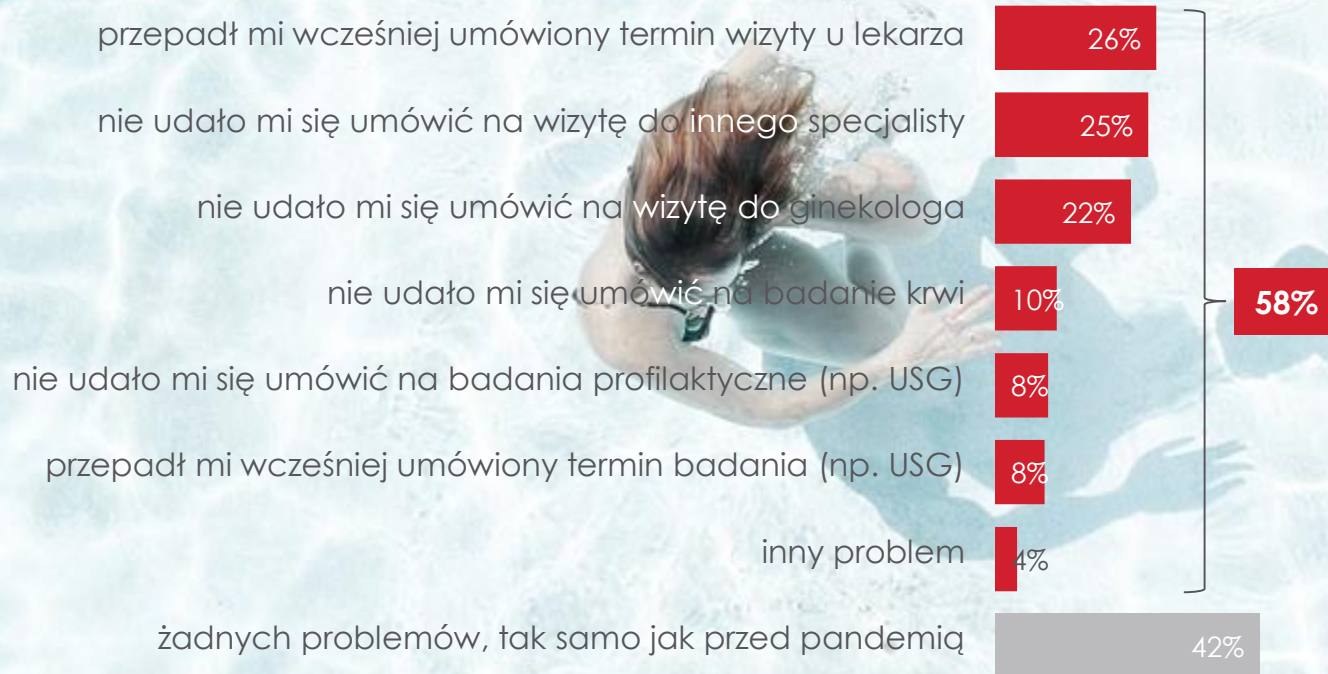 przepadł mi wcześniej umówiony termin wizyty u lekarza 26%
nie udało mi się umówić na wizytę do innego specjalisty 25%
nie udało mi się umówić na wizytę do ginekologa 22%
nie udało mi się umówić na badanie krwi 10%
58%
nie udało mi się umówić na badania profilaktyczne (np. USG) 8%
przepadł mi wcześniej umówiony termin badania (np. USG) 8%
inny problem 4%
żadnych problemów, tak samo jak przed pandemią 42%